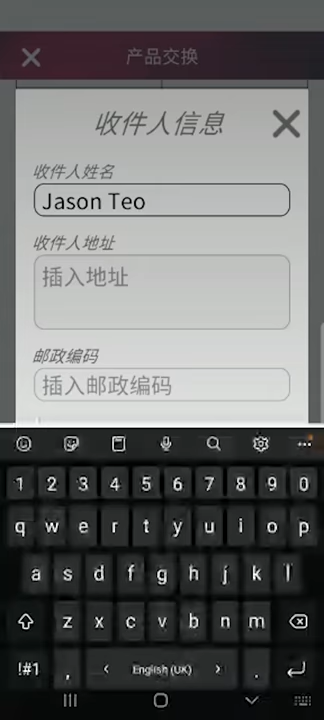 产品交换
收件人信息
收件人姓名
Jason Teo
收件人地址
插入地址
邮政编码
插入邮政编码
1 2 3 4 5 6 7 8 9 0
q w e r t y u i o p
a s d f g h j k l
z x c v b n m
!#1 , < English (UK) > .